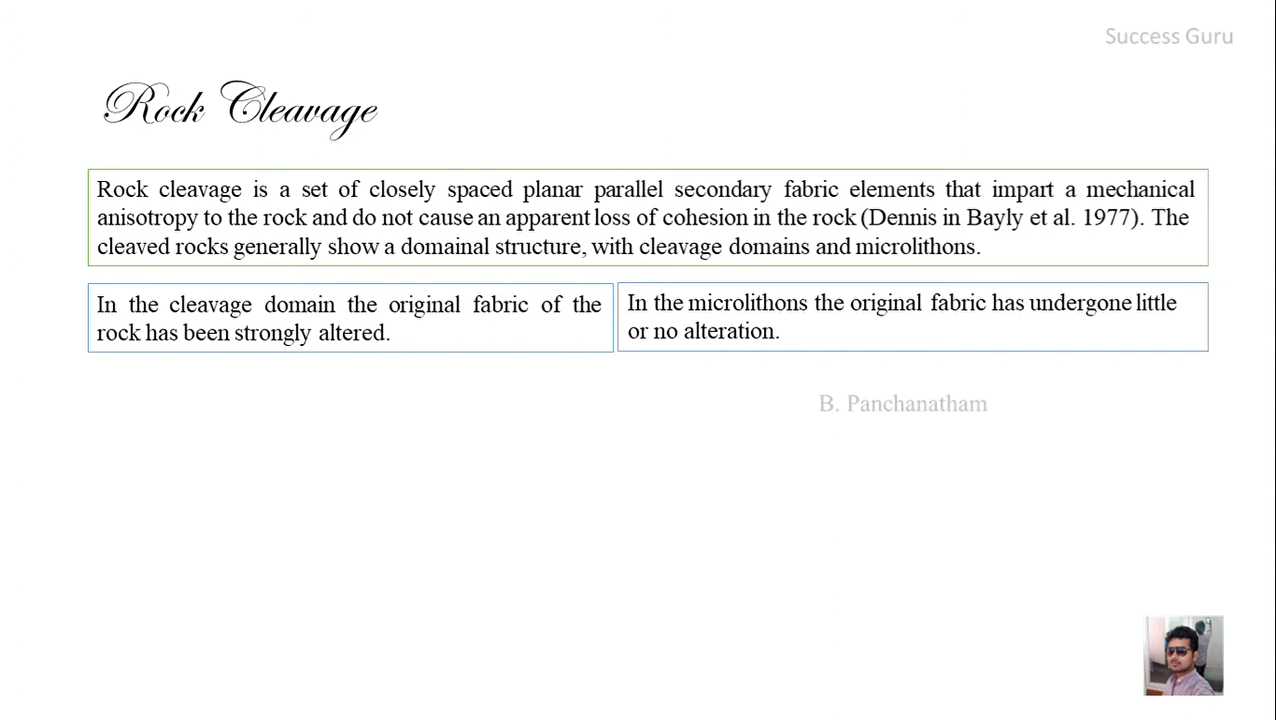 Success Guru
Rock Cleavage
Rock cleavage is a set of closely spaced planar parallel secondary fabric elements that impart a mechanical
anisotropy to the rock and do not cause an apparent loss of cohesion in the rock (Dennis in Bayly et al. 1977). The
cleaved rocks generally show a domainal structure, with cleavage domains and microlithons.
In the cleavage domain the original fabric of the
rock has been strongly altered.
In the microlithons the original fabric has undergone little
or no alteration.
B. Panchanatham